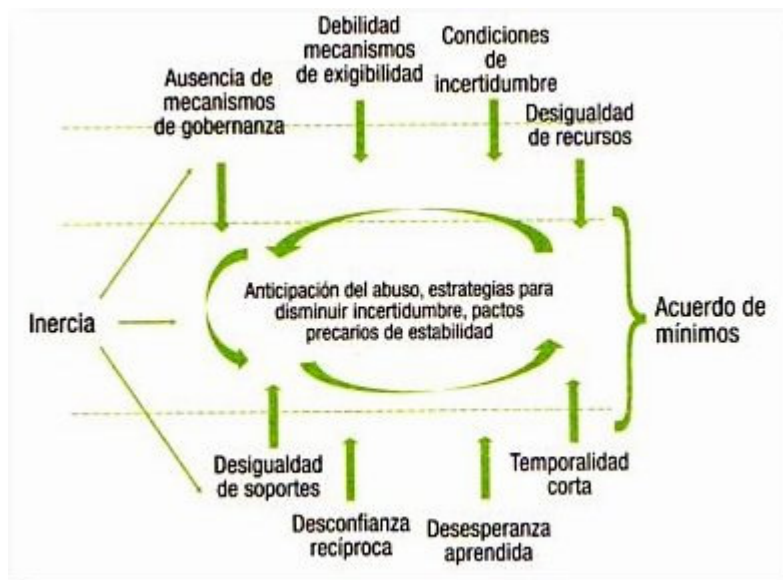 Debilidad
mecanismos
de exigibilidad
Condiciones
de
incertidumbre
Ausencia de
mecanismos
de gobernanza
Desigualdad
de recursos
Anticipación del abuso, estrategias para
disminuir incertidumbre, pactos
precarios de estabilidad
Inercia
Acuerdo de
mínimos
Desigualdad
de soportes
Temporalidad
corta
Desconfianza
recíproca
Desesperanza
aprendida